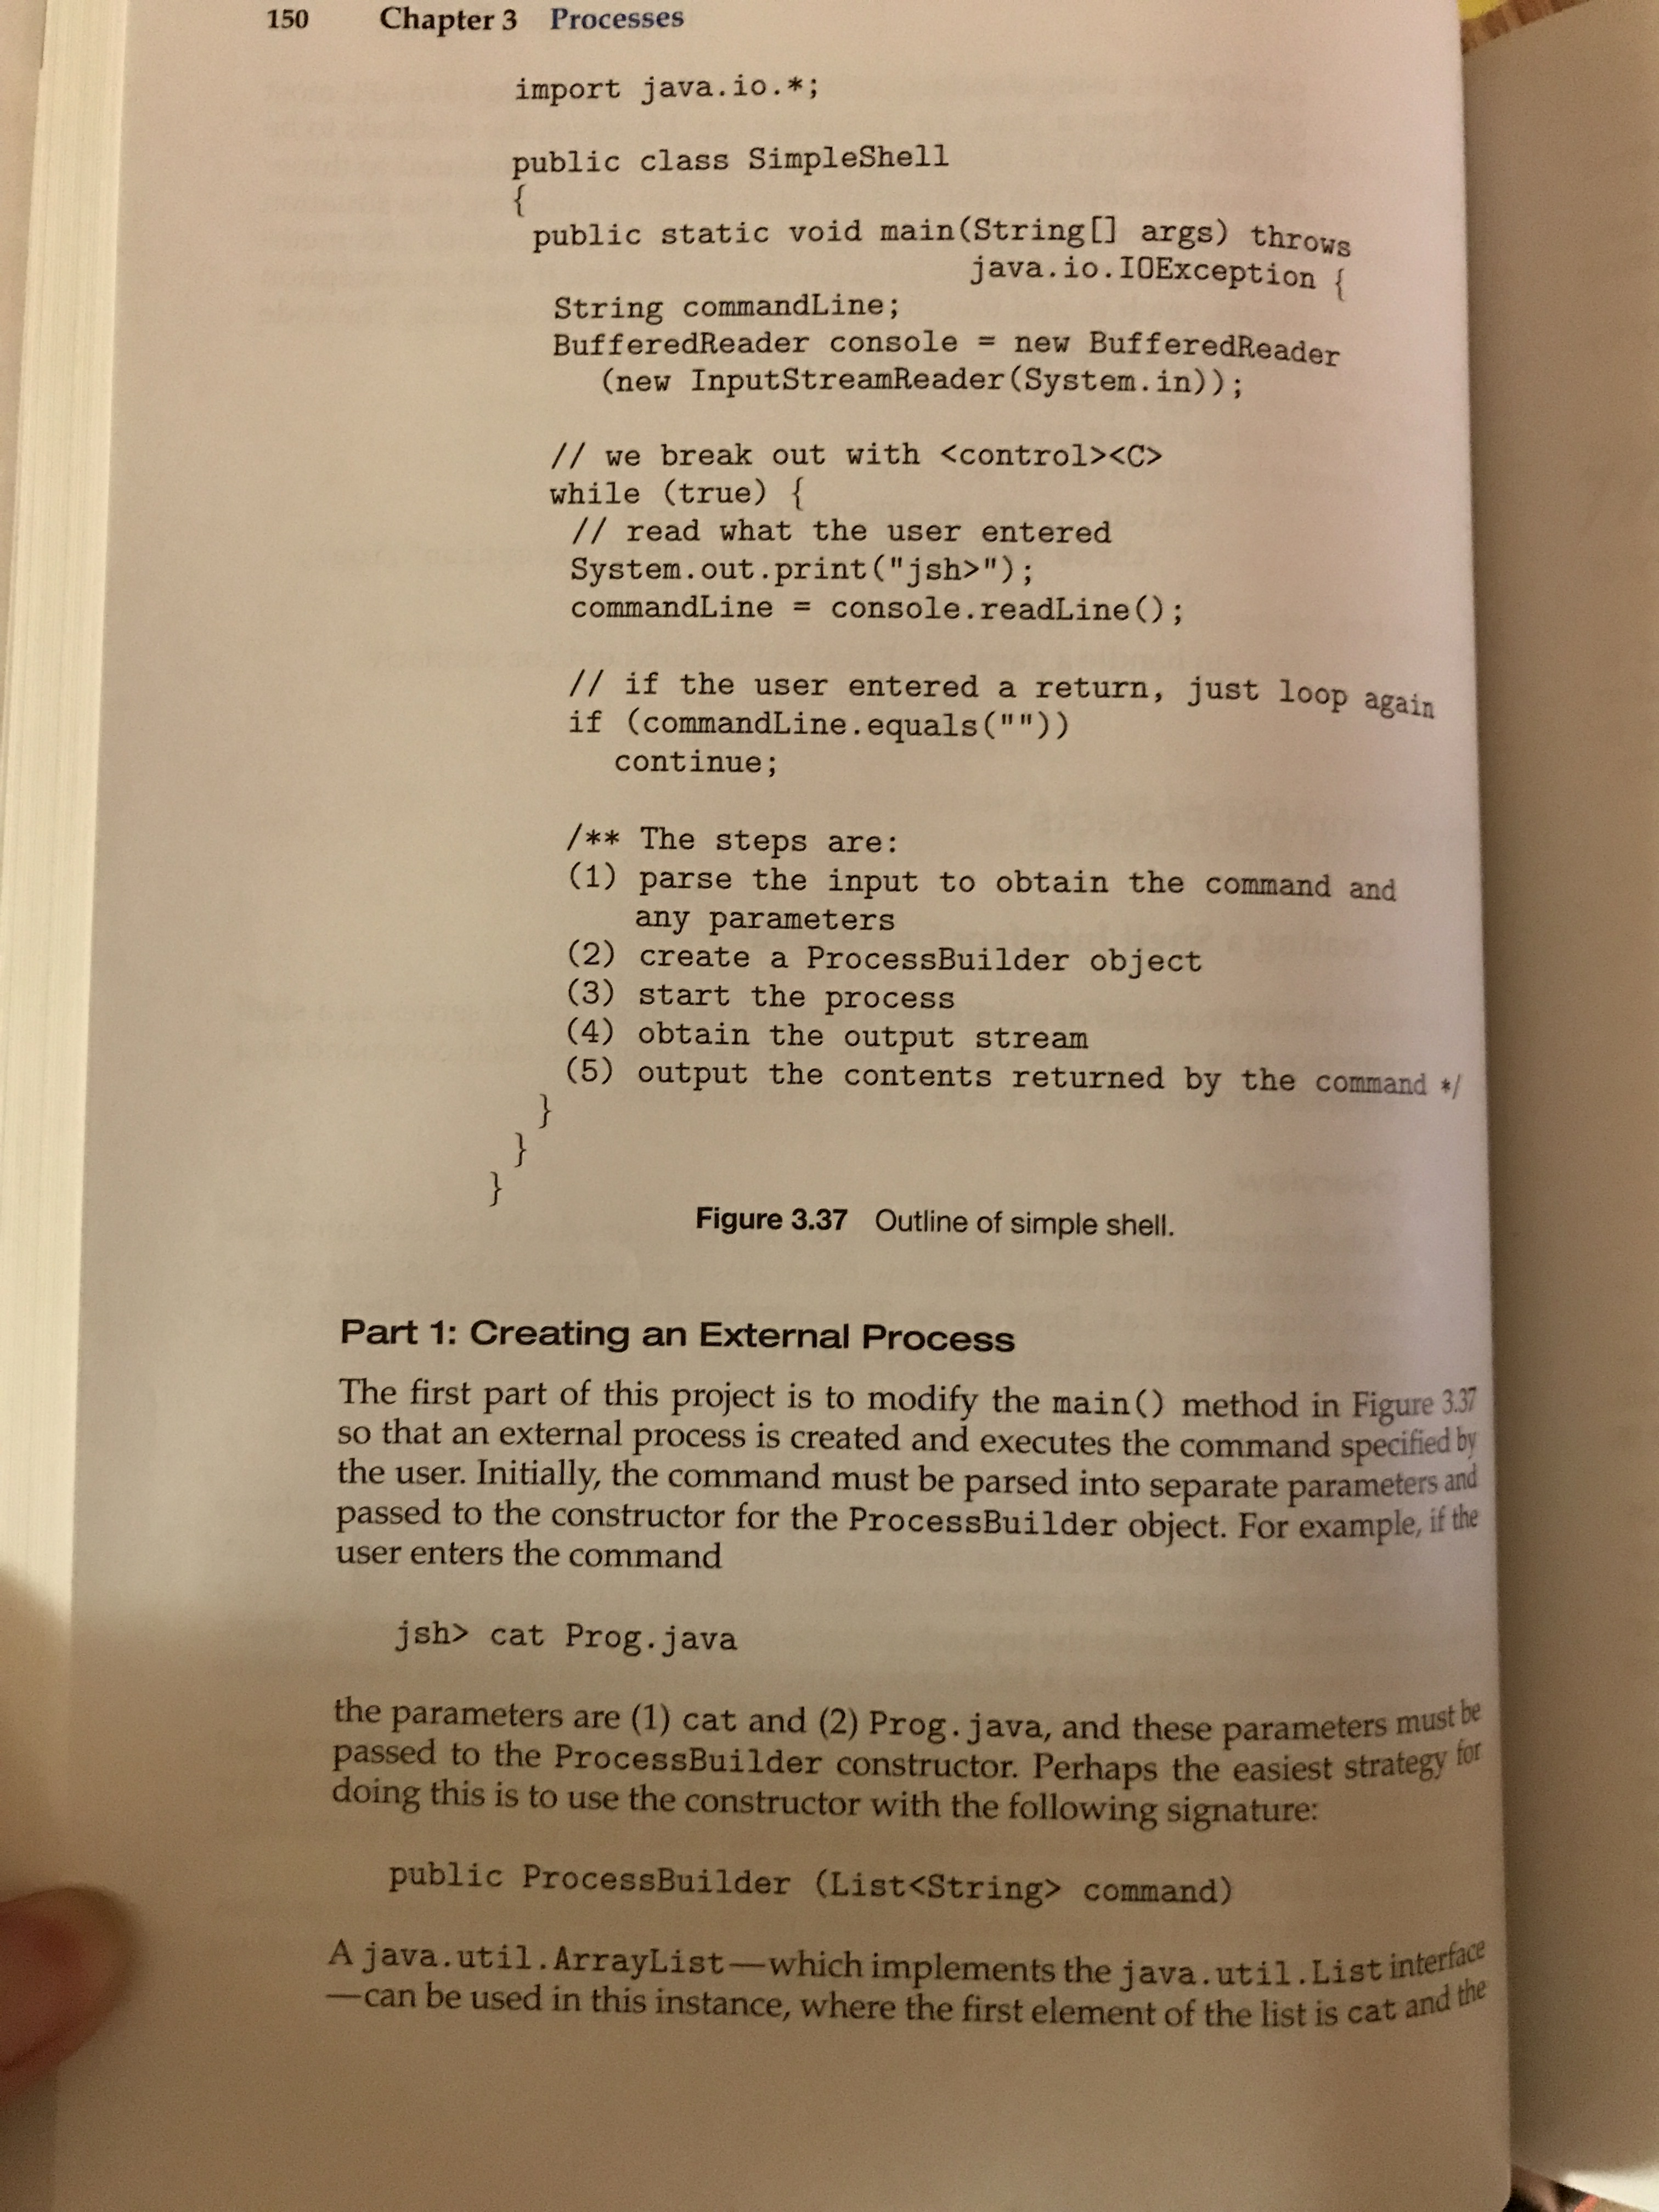 150 Chapter 3 Processes
import java.io.*;
public class SimpleShell
{
public static void main(String[] args) throws
java.io.IOException {
String commandLine;
BufferedReader console = new BufferedReader
(new InputStreamReader(System.in));
// we break out with <control><C>
while (true) {
// read what the user entered
System.out.print("jsh>");
commandLine = console.readLine();
// if the user entered a return, just loop again
if (commandLine.equals(""))
continue;
/** The steps are:
(1) parse the input to obtain the command and
any parameters
(2) create a ProcessBuilder object
(3) start the process
(4) obtain the output stream
(5) output the contents returned by the command */
}
}
}
Figure 3.37 Outline of simple shell.
Part 1: Creating an External Process
The first part of this project is to modify the main() method in Figure 3.37
so that an external process is created and executes the command specified by
the user. Initially, the command must be parsed into separate parameters and
passed to the constructor for the ProcessBuilder object. For example, if the
user enters the command
jsh> cat Prog.java
the parameters are (1) cat and (2) Prog.java, and these parameters must be
passed to the ProcessBuilder constructor. Perhaps the easiest strategy for
doing this is to use the constructor with the following signature:
public ProcessBuilder (List<String> command)
A java.util.ArrayList—which implements the java.util.List interface
—can be used in this instance, where the first element of the list is cat and the